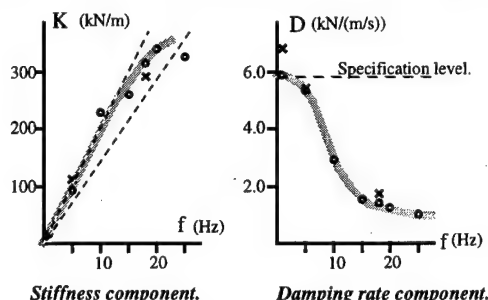 K (kN/m)
300
200
100
10 20
f (Hz)
Stiffness component.
D (kN/(m/s))
6.0
4.0
2.0
Specification level.
10 20
f (Hz)
Damping rate component.